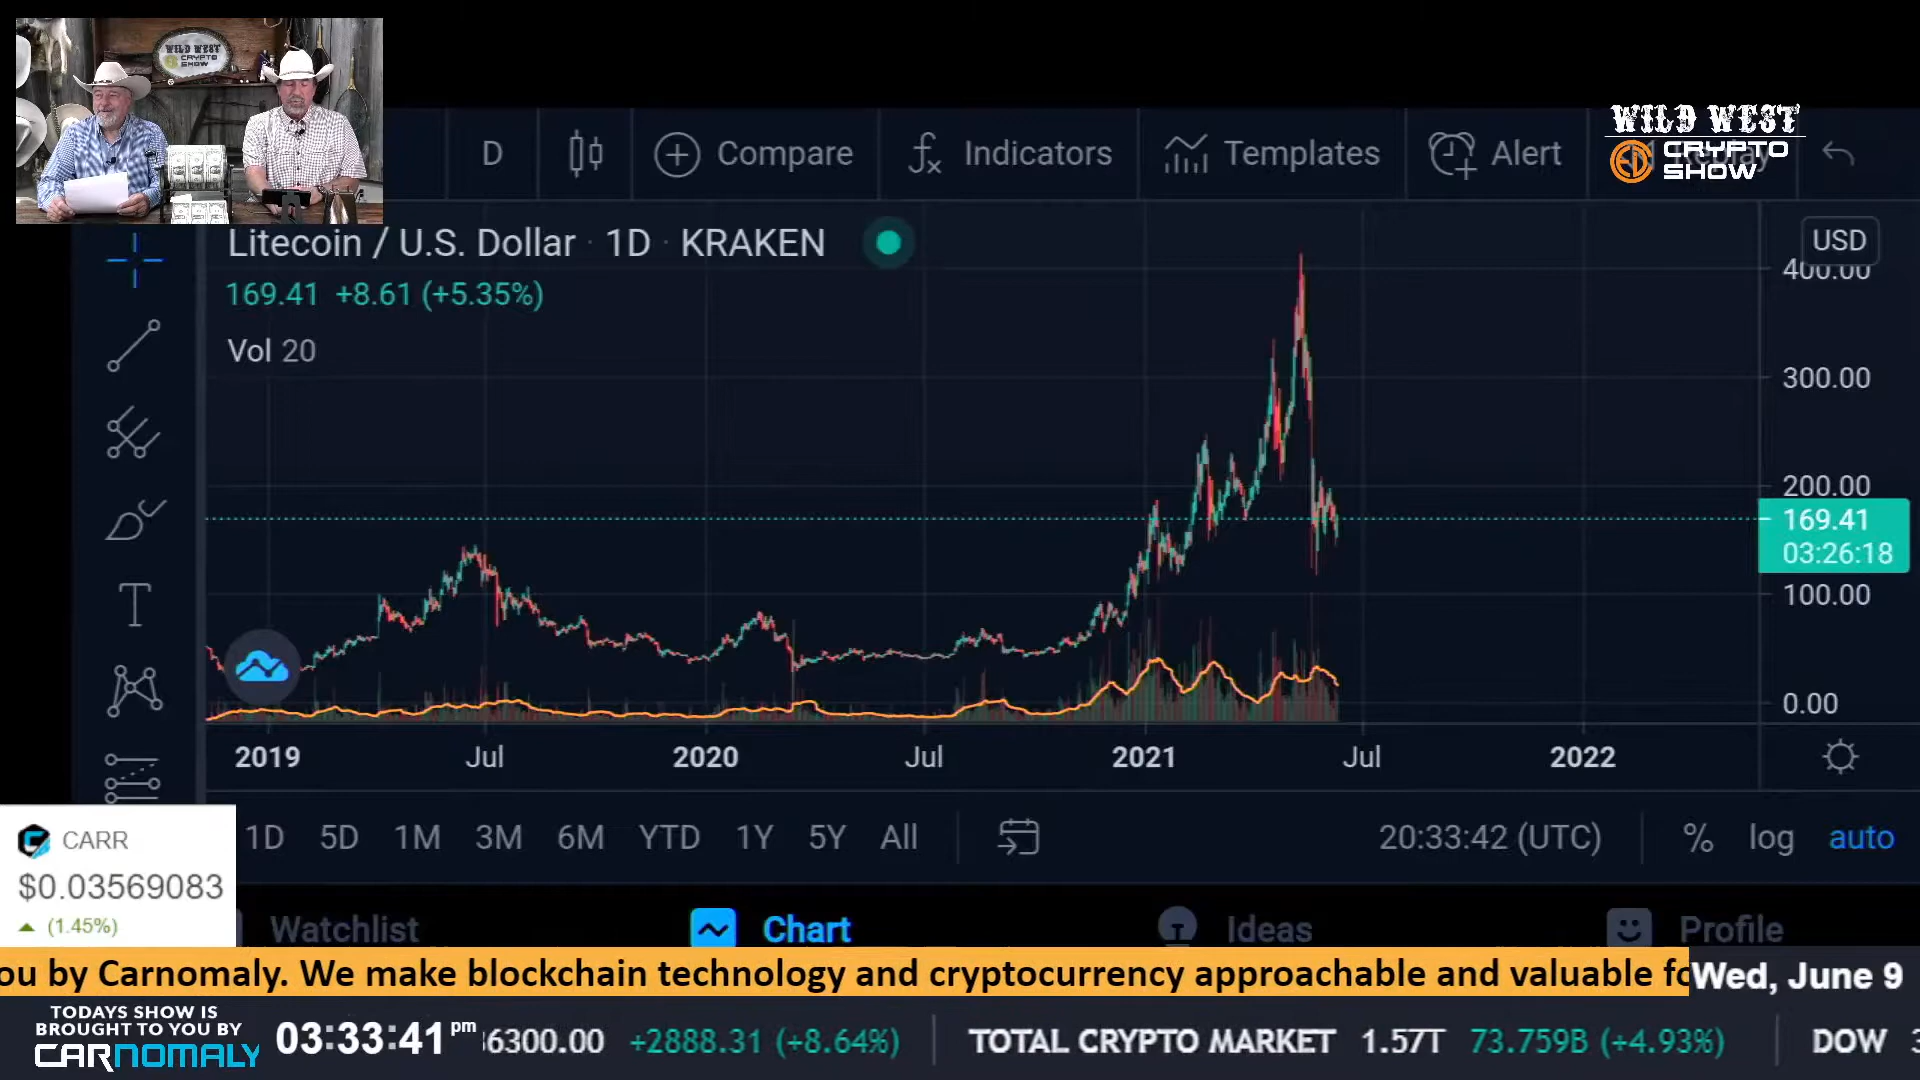 WILD WEST
CRYPTO
SHOW
D
Compare
Indicators
Templates
Alert
WILD WEST
CRYPTO
SHOW
Litecoin / U.S. Dollar · 1D · KRAKEN
169.41 +8.61 (+5.35%)
Vol 20
USD
400.00
300.00
200.00
169.41
03:26:18
100.00
0.00
2019 Jul 2020 Jul 2021 Jul 2022
1D 5D 1M 3M 6M YTD 1Y 5Y All
20:33:42 (UTC) % log auto
CARR
$0.03569083
(1.45%)
Watchlist Chart Ideas Profile
ou by Carnomaly. We make blockchain technology and cryptocurrency approachable and valuable fo
Wed, June 9
TODAYS SHOW IS
BROUGHT TO YOU BY
CARNOMALY
03:33:41 pm
36300.00 +2888.31 (+8.64%) TOTAL CRYPTO MARKET 1.57T 73.759B (+4.93%) DOW